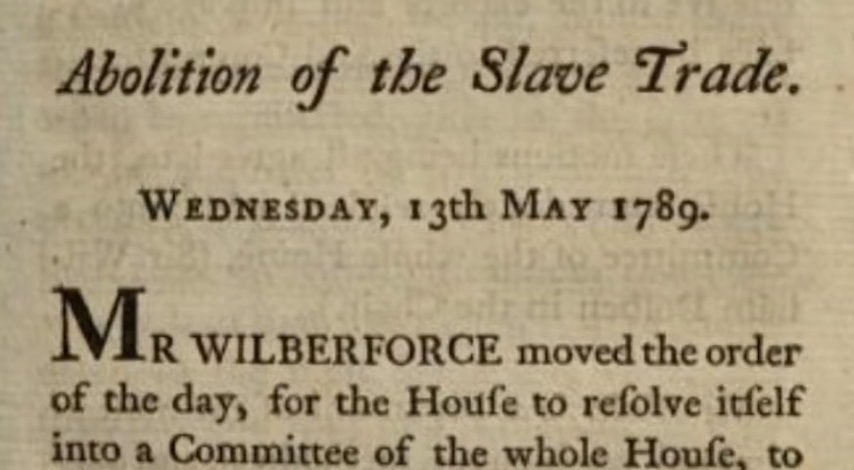 Abolition of the Slave Trade.
WEDNESDAY, 13th MAY 1789.
MR WILBERFORCE moved the order
of the day, for the Houſe to reſolve itſelf
into a Committee of the whole Houſe, to